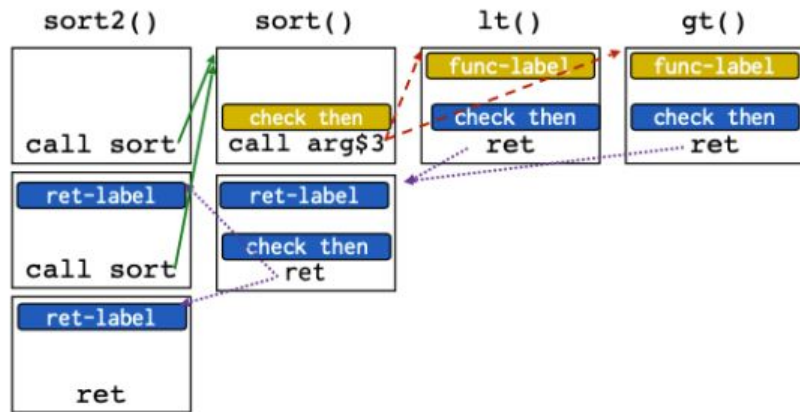 sort2() sort() lt() gt()
func-label func-label
check then check then check then
call sort call arg$3 ret ret
ret-label ret-label
check then
call sort ret
ret-label
ret